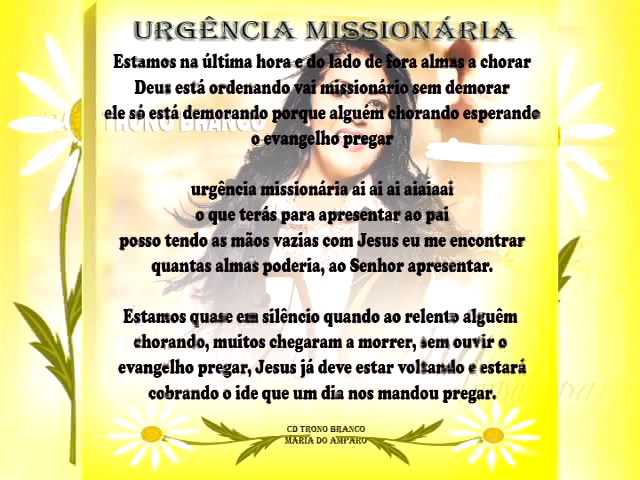 URGÊNCIA MISSIONÁRIA
Estamos na última hora e do lado de fora almas a chorar
Deus está ordenando vai missionário sem demorar
ele só está demorando porque alguém chorando esperando
TRONO BRANCO
o evangelho pregar
urgência missionária ai ai ai aiaiaai
o que terás para apresentar ao pai
posso tendo as mãos vazias com Jesus eu me encontrar
quantas almas poderia, ao Senhor apresentar.
Estamos quase em silêncio quando ao relento alguêm
chorando, muitos chegaram a morrer, sem ouvir o
evangelho pregar, Jesus já deve estar voltando e estará
cobrando o ide que um dia nos mandou pregar.
CD TRONO BRANCO
MARIA DO AMPARO